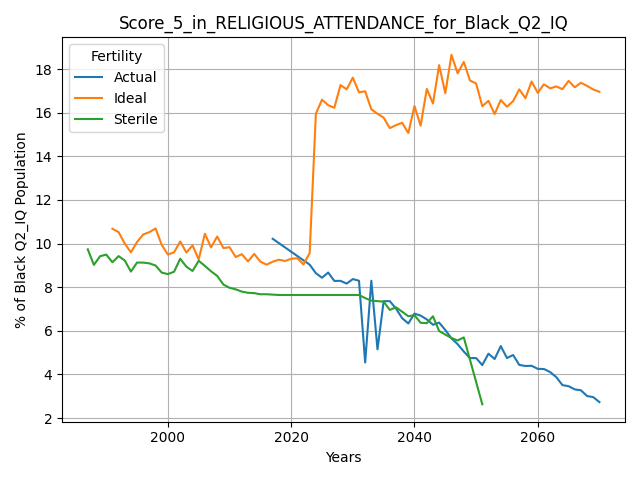 Score_5_in_RELIGIOUS_ATTENDANCE_for_Black_Q2_IQ
Fertility
Actual
Ideal
Sterile
% of Black Q2_IQ Population
18
16
14
12
10
8
6
4
2
2000
2020
2040
2060
Years